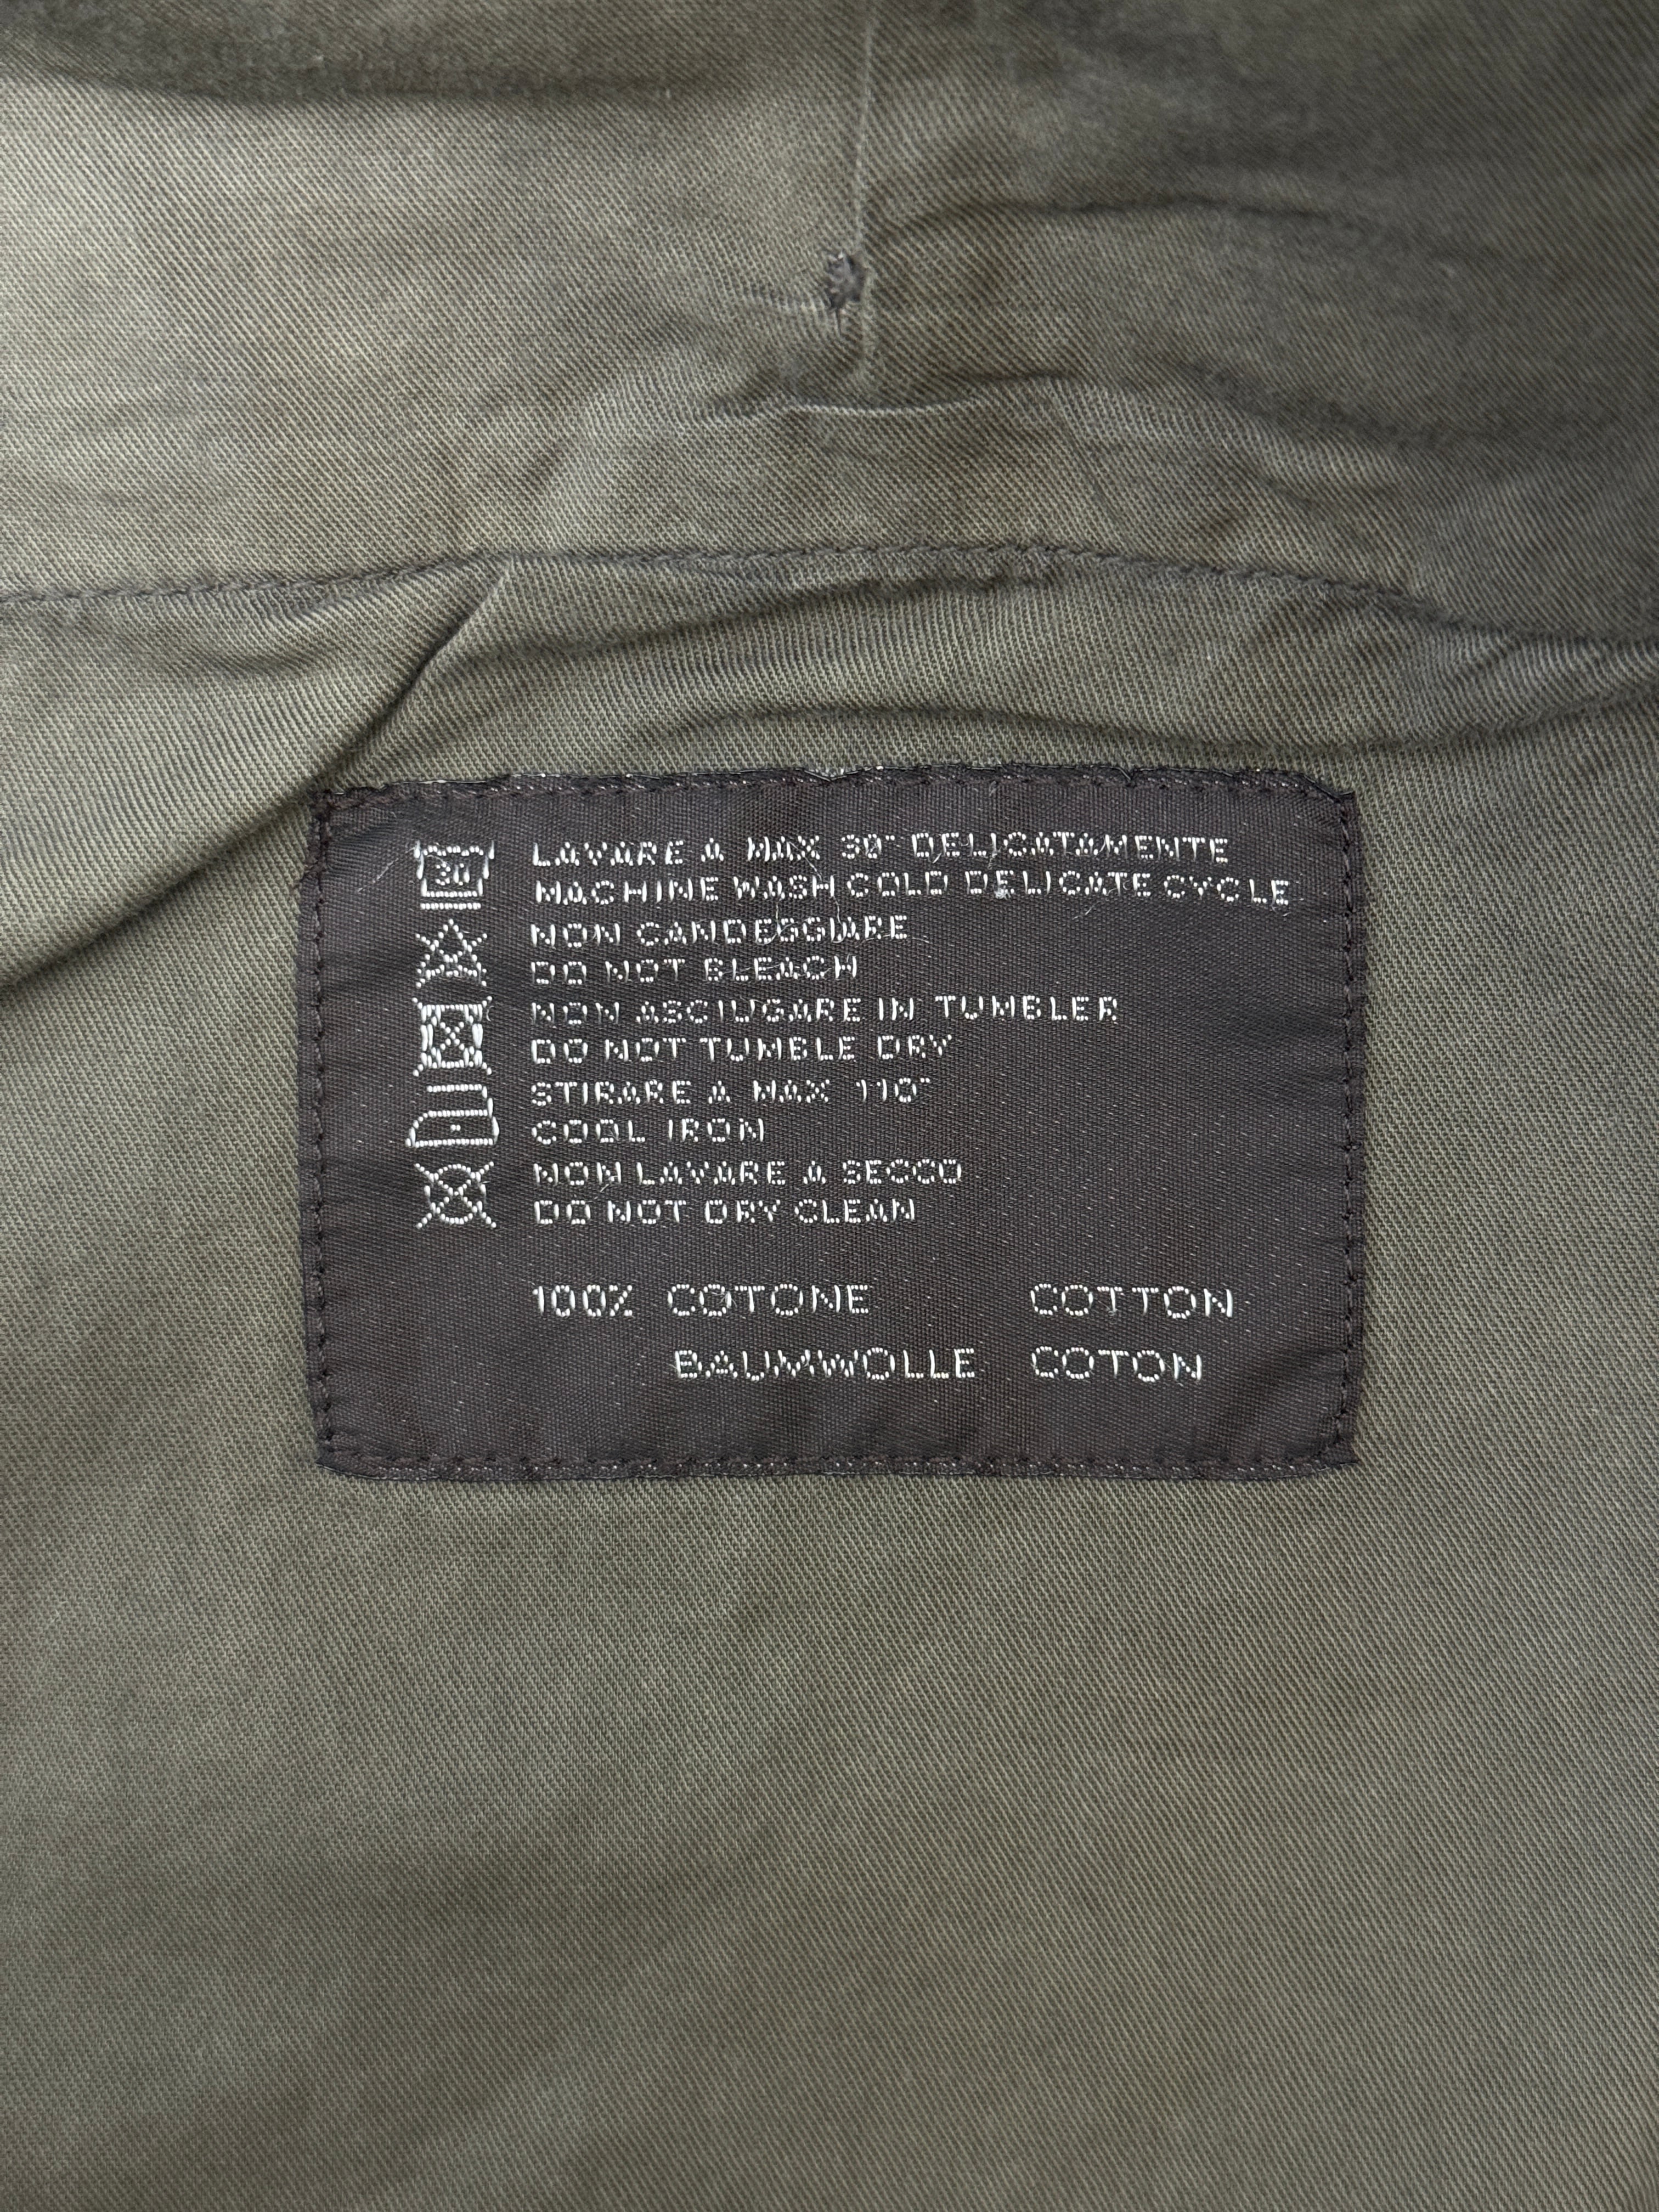 30
LAVARE A MAX 30° DELICATAMENTE
MACHINE WASH COLD DELICATE CYCLE
NON CANDEGGIARE
DO NOT BLEACH
NON ASCIUGARE IN TUMBLER
DO NOT TUMBLE DRY
STIRARE A MAX 110°
COOL IRON
NON LAVARE A SECCO
DO NOT DRY CLEAN
100% COTONE COTTON
BAUMWOLLE COTON